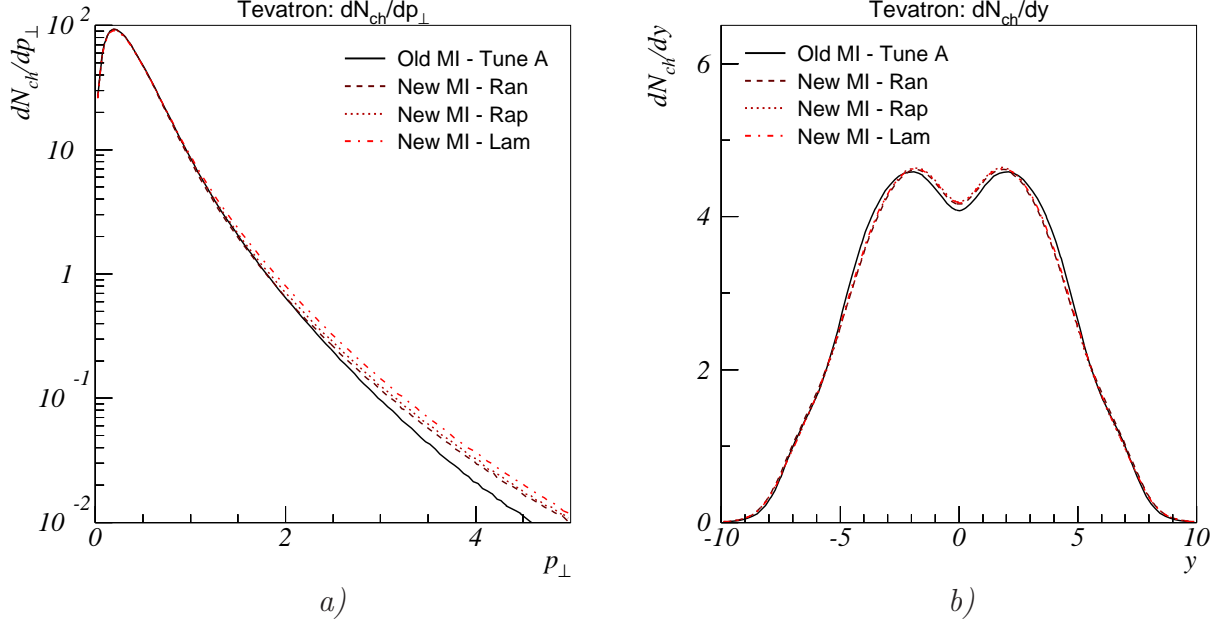 Tevatron: dN_ch/dp_⊥
dN_ch/dp_⊥
10^2
10
1
10^-1
10^-2
Old MI - Tune A
New MI - Ran
New MI - Rap
New MI - Lam
0
2
4
p_⊥
a)
Tevatron: dN_ch/dy
dN_ch/dy
6
4
2
0
Old MI - Tune A
New MI - Ran
New MI - Rap
New MI - Lam
-10
-5
0
5
10
y
b)